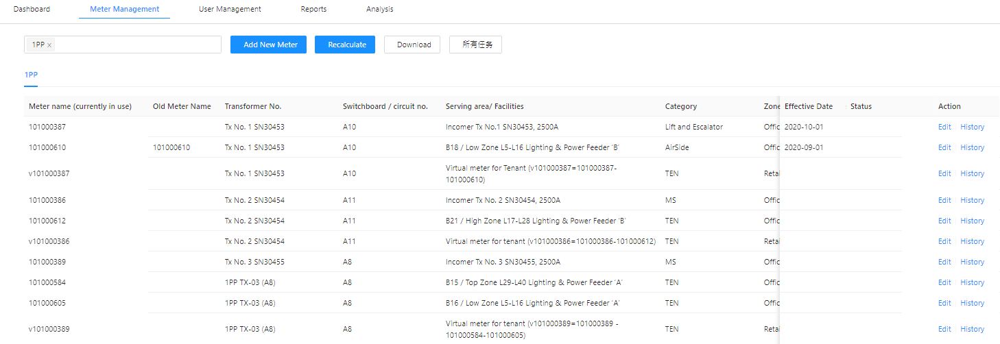 Dashboard Meter Management User Management Reports Analysis
1PP x Add New Meter Recalculate Download 所有任务
1PP
Meter name (currently in use) Old Meter Name Transformer No. Switchboard / circuit no. Serving area/ Facilities Category Zone Effective Date Status Action
101000387 Tx No. 1 SN30453 A10 Incomer Tx No.1 SN30453, 2500A Lift and Escalator Offic 2020-10-01 Edit History
101000610 101000610 Tx No. 1 SN30453 A10 B18 / Low Zone L5-L16 Lighting & Power Feeder 'B' AirSide Offic 2020-09-01 Edit History
v101000387 Tx No. 1 SN30453 A10 Virtual meter for Tenant (v101000387=101000387-
101000610) TEN Retai Edit History
101000386 Tx No. 2 SN30454 A11 Incomer Tx No. 2 SN30454, 2500A MS Offic Edit History
101000612 Tx No. 2 SN30454 A11 B21 / High Zone L17-L28 Lighting & Power Feeder 'B' TEN Offic Edit History
v101000386 Tx No. 2 SN30454 A11 Virtual meter for tenant (v101000386=101000386-101000612) TEN Retai Edit History
101000389 Tx No. 3 SN30455 A8 Incomer Tx No. 3 SN30455, 2500A MS Offic Edit History
101000584 1PP TX-03 (A8) A8 B15 / Top Zone L29-L40 Lighting & Power Feeder 'A' TEN Offic Edit History
101000605 1PP TX-03 (A8) A8 B16 / Low Zone L5-L16 Lighting & Power Feeder 'A' TEN Offic Edit History
v101000389 1PP TX-03 (A8) A8 Virtual meter for tenant (v101000389=101000389 -
101000584-101000605) TEN Retai Edit History